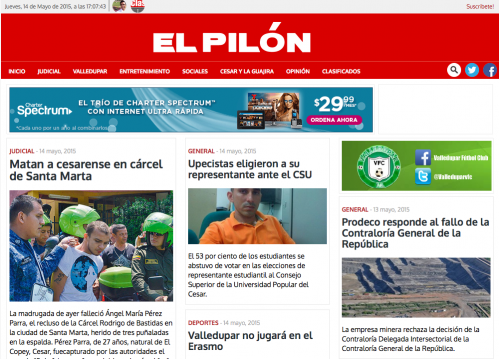 Jueves, 14 de Mayo de 2015, a las 17:07:43
Suscríbete!
EL PILÓN
INICIO JUDICIAL VALLEDUPAR ENTRETENIMIENTO SOCIALES CESAR Y LA GUAJIRA OPINIÓN CLASIFICADOS
Charter Spectrum
EL TRÍO DE CHARTER SPECTRUM™
CON INTERNET ULTRA RÁPIDA
$29.99
ORDENA AHORA
*Cada uno por un año al combinarlos
JUDICIAL - 14 mayo, 2015
Matan a cesarense en cárcel
de Santa Marta
La madrugada de ayer falleció Ángel María Pérez
Parra, el recluso de la Cárcel Rodrigo de Bastidas en
la ciudad de Santa Marta, herido de tres puñaladas
en la espalda. Pérez Parra, de 27 años, natural de El
Copey, Cesar, fuecapturado por las autoridades el
GENERAL - 14 mayo, 2015
Upecistas eligieron a su
representante ante el CSU
El 53 por ciento de los estudiantes se
abstuvo de votar en las elecciones de
representante estudiantil al Consejo
Superior de la Universidad Popular del
Cesar.
DEPORTES - 14 mayo, 2015
Valledupar no jugará en el
Erasmo
VFC
Valledupar Fútbol Club
@Valleduparvfc
GENERAL - 13 mayo, 2015
Prodeco responde al fallo de la
Contraloría General de la
República
La empresa minera rechaza la decisión de la
Contraloría Delegada Intersectorial de la
Contraloría General de la República.